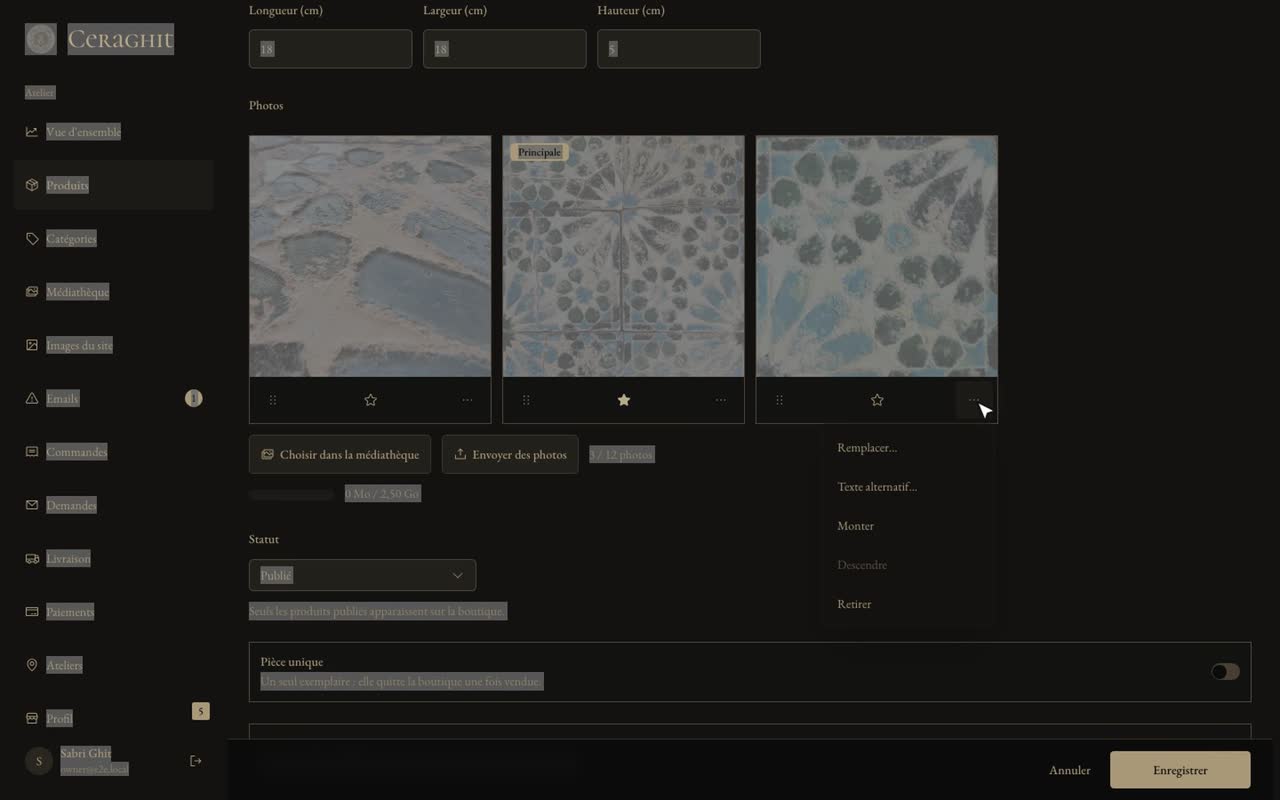 Ceraghit
Atelier
Vue d'ensemble
Produits
Catégories
Médiathèque
Images du site
Emails
1
Commandes
Demandes
Livraison
Paiements
Ateliers
Profil
5
S
Sabri Ghit
owner@e2e.local
Longueur (cm)
Largeur (cm)
Hauteur (cm)
18
18
5
Photos
Principale
Choisir dans la médiathèque
Envoyer des photos
3 / 12 photos
0 Mo / 2,50 Go
Remplacer...
Texte alternatif...
Monter
Descendre
Retirer
Statut
Publié
Seuls les produits publiés apparaissent sur la boutique.
Pièce unique
Un seul exemplaire : elle quitte la boutique une fois vendue.
Annuler
Enregistrer